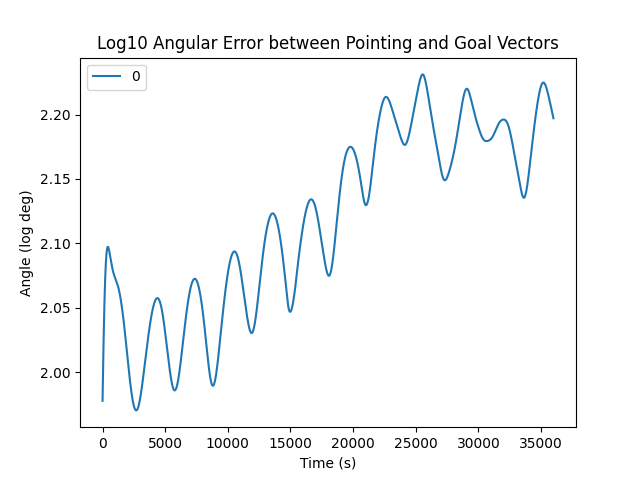 Log10 Angular Error between Pointing and Goal Vectors
0
2.20
2.15
2.10
2.05
2.00
Angle (log deg)
0 5000 10000 15000 20000 25000 30000 35000
Time (s)